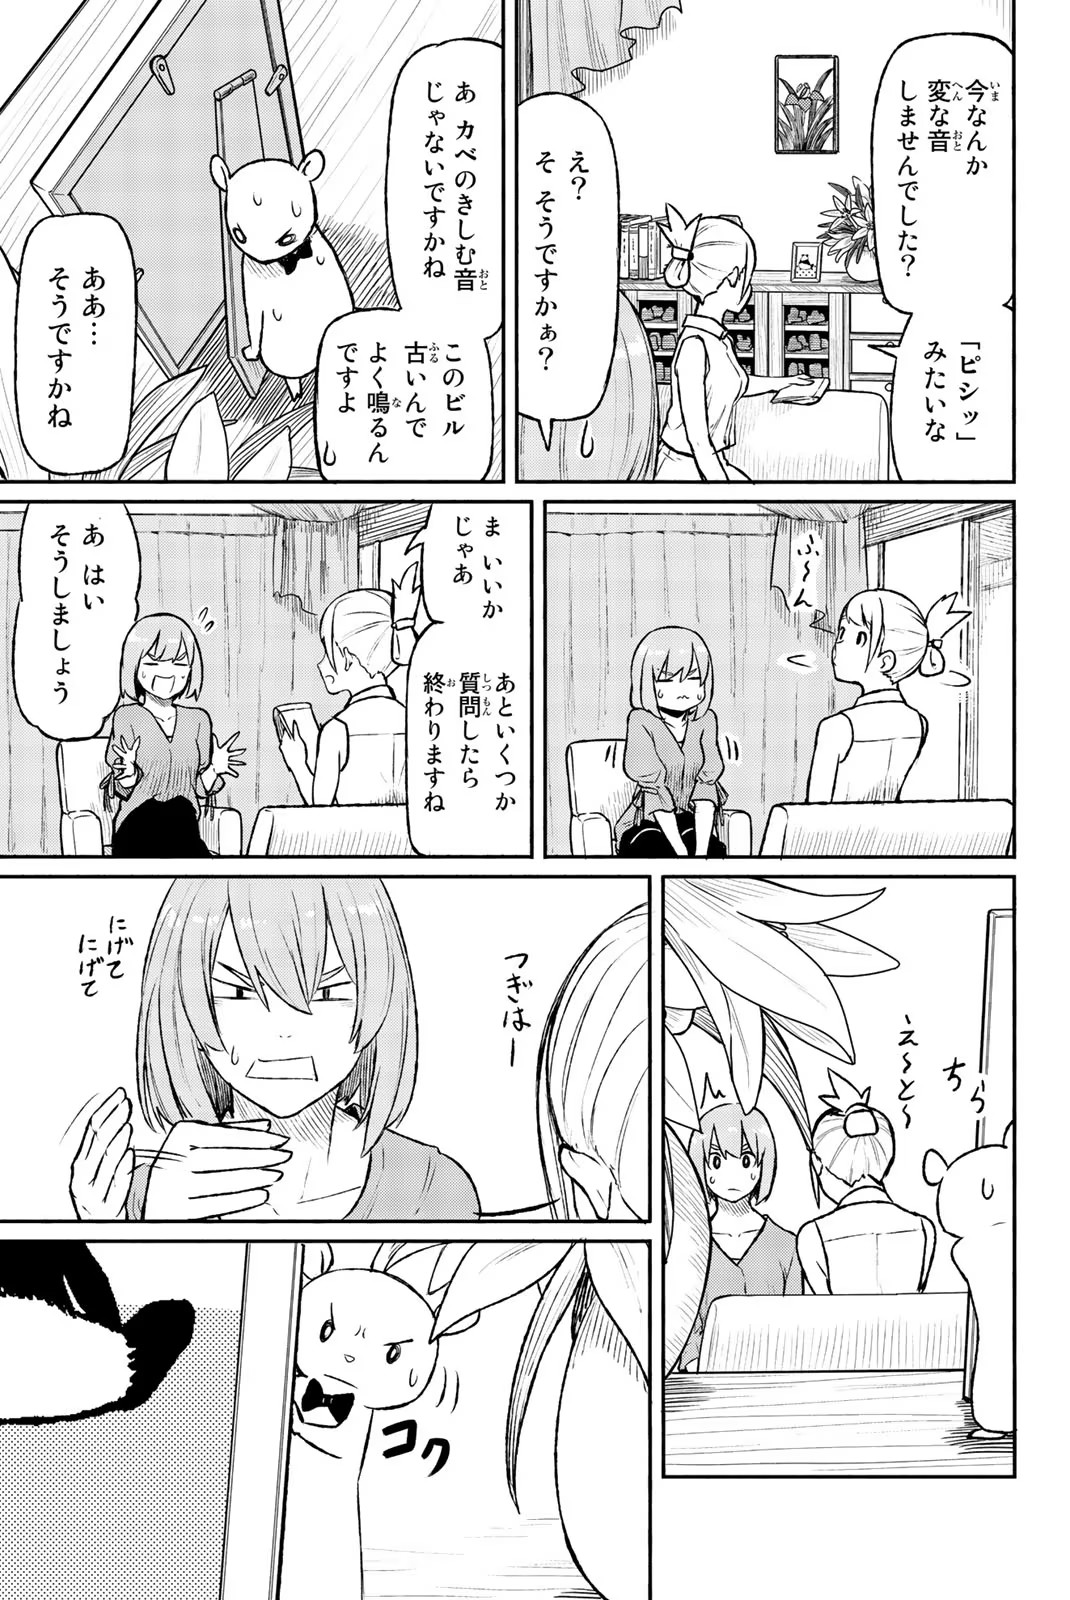 今なんか
変な音
しませんでした？
「ピシッ」
みたいな
え？
そ そうですかぁ？
あ カベのきしむ音
じゃないですかね
このビル
古いんで
よく鳴るん
ですよ
ああ…
そうですかね
ふ〜ん
ま いいか
じゃあ
あといくつか
質問したら
終わりますね
あ はい
そうしましょう
ちら
え〜と〜
つぎはー
にげて
にげて
コク